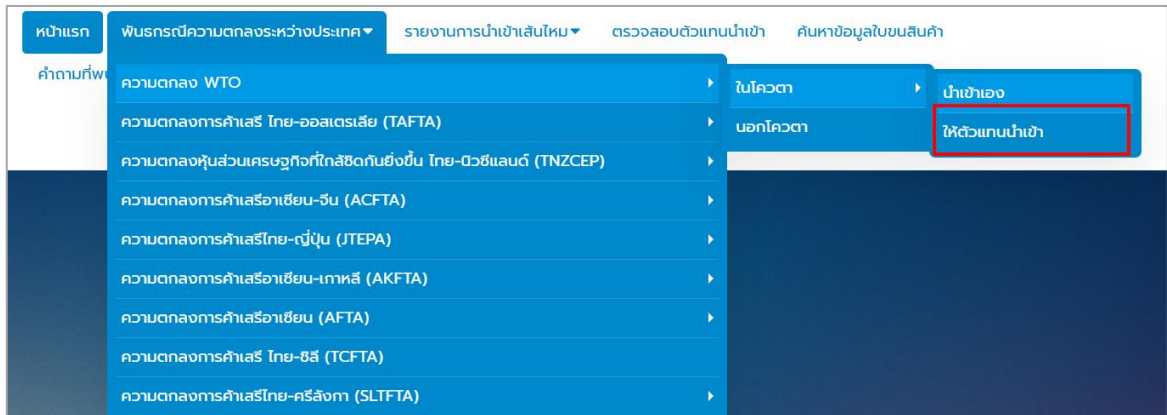 หน้าแรก พันธกรณีความตกลงระหว่างประเทศ รายงานการนำเข้าเส้นไหม ตรวจสอบตัวแทนนำเข้า ค้นหาข้อมูลใบขนสินค้า
คำถามที่พบ
ความตกลง WTO
ในโควตา
นอกโควตา
นำเข้าเอง
ให้ตัวแทนนำเข้า
ความตกลงการค้าเสรี ไทย-ออสเตรเลีย (TAFTA)
ความตกลงหุ้นส่วนเศรษฐกิจที่ใกล้ชิดกันยิ่งขึ้น ไทย-นิวซีแลนด์ (TNZCEP)
ความตกลงการค้าเสรีอาเซียน-จีน (ACFTA)
ความตกลงการค้าเสรีไทย-ญี่ปุ่น (JTEPA)
ความตกลงการค้าเสรีอาเซียน-เกาหลี (AKFTA)
ความตกลงการค้าเสรีอาเซียน (AFTA)
ความตกลงการค้าเสรี ไทย-ชิลี (TCFTA)
ความตกลงการค้าเสรีไทย-ศรีลังกา (SLTFTA)